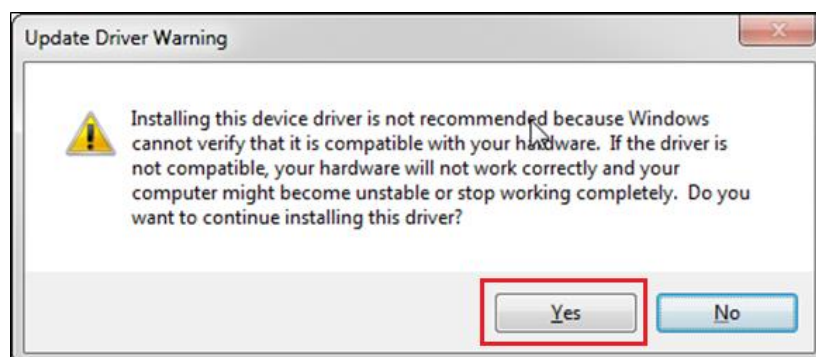 Update Driver Warning
Installing this device driver is not recommended because Windows
cannot verify that it is compatible with your hardware. If the driver is
not compatible, your hardware will not work correctly and your
computer might become unstable or stop working completely. Do you
want to continue installing this driver?
Yes No